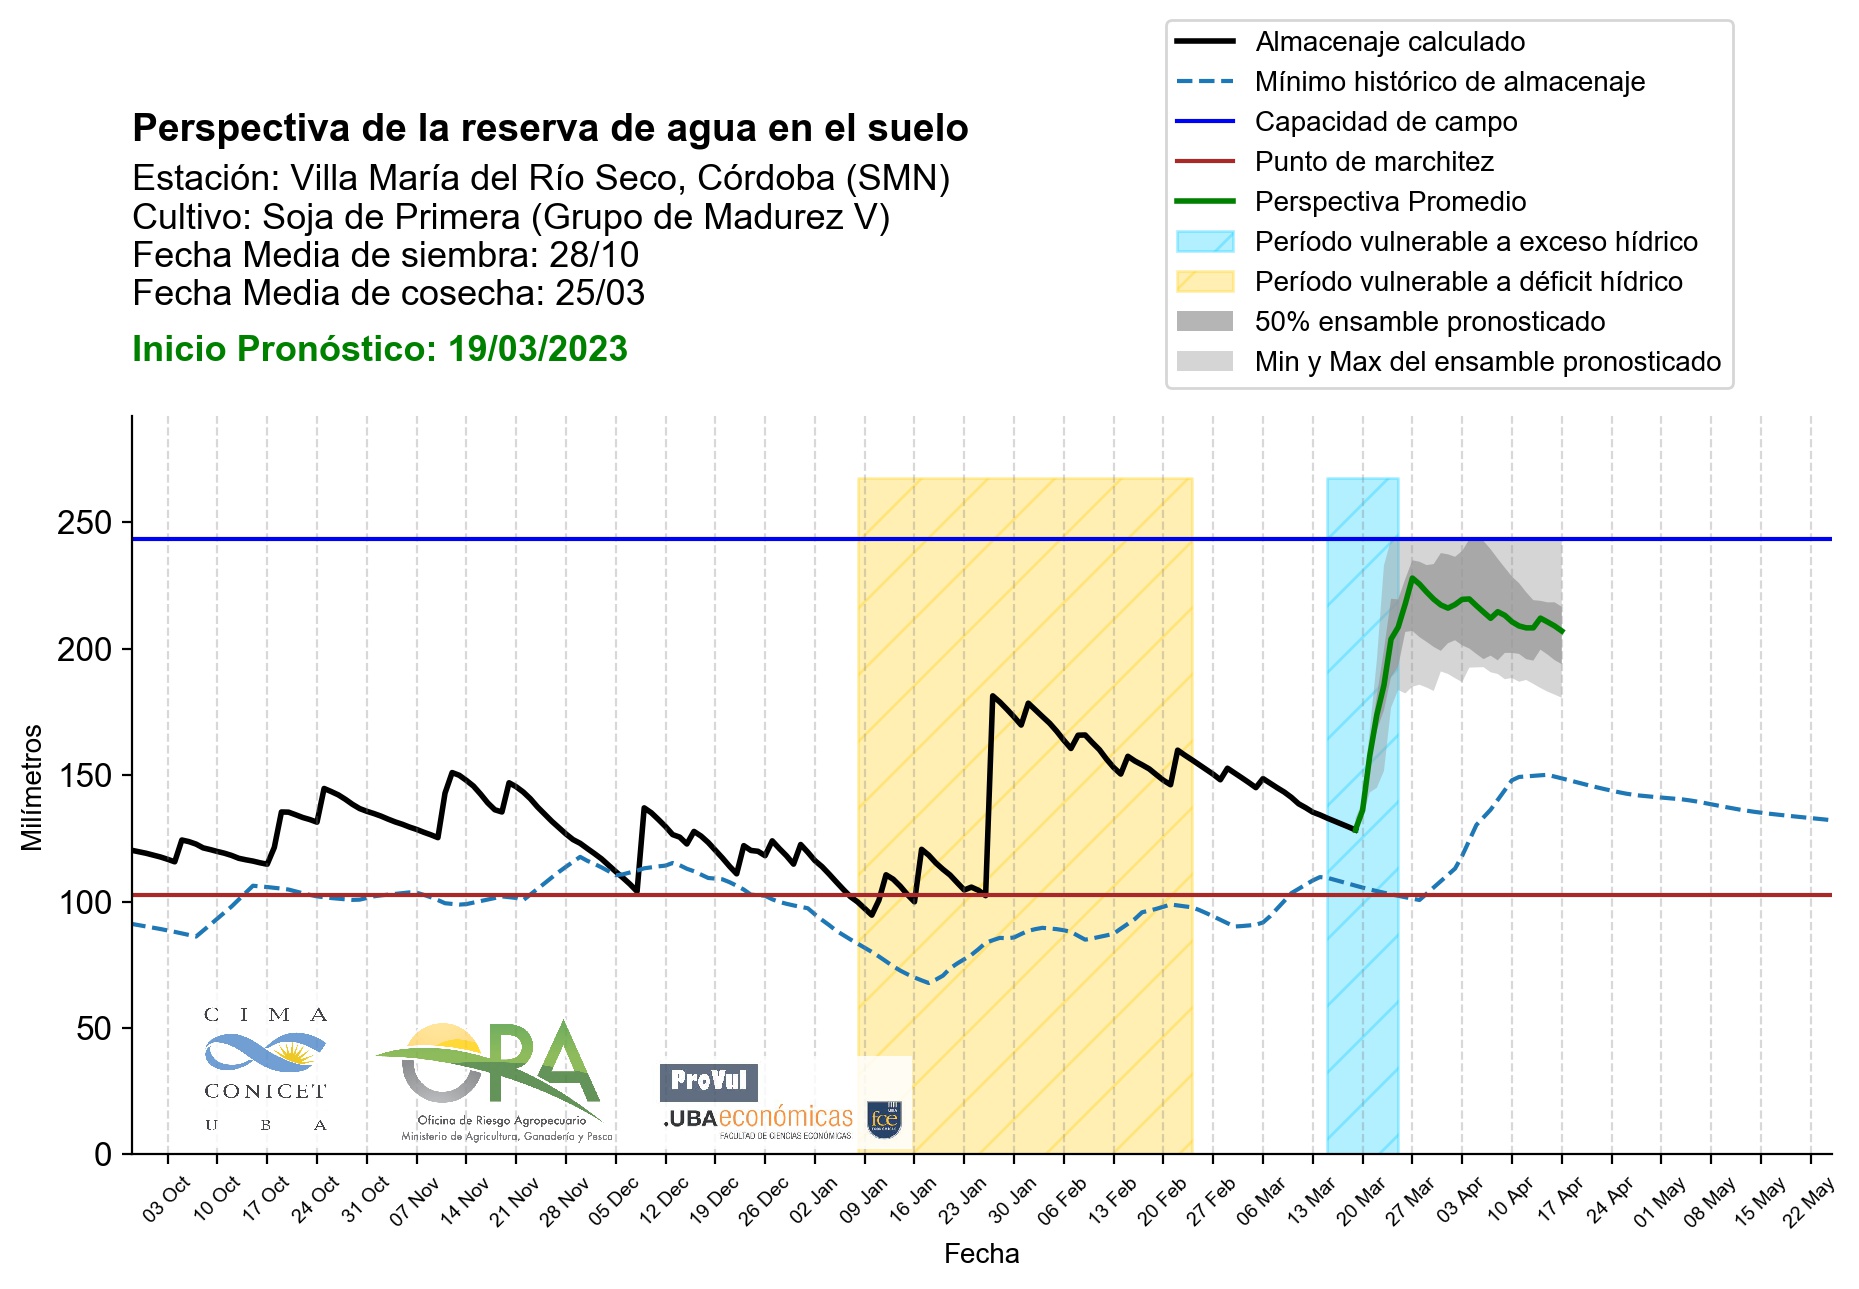 Almacenaje calculado
Mínimo histórico de almacenaje
Capacidad de campo
Punto de marchitez
Perspectiva Promedio
Período vulnerable a exceso hídrico
Período vulnerable a déficit hídrico
50% ensamble pronosticado
Min y Max del ensamble pronosticado
Perspectiva de la reserva de agua en el suelo
Estación: Villa María del Río Seco, Córdoba (SMN)
Cultivo: Soja de Primera (Grupo de Madurez V)
Fecha Media de siembra: 28/10
Fecha Media de cosecha: 25/03
Inicio Pronóstico: 19/03/2023
Milímetros
250
200
150
100
50
0
CIMA
CONICET
UBA
ORA
Oficina de Riesgo Agropecuario
Ministerio de Agricultura, Ganadería y Pesca
ProVul
.UBAeconómicas
FACULTAD DE CIENCIAS ECONÓMICAS
fce
03 Oct
10 Oct
17 Oct
24 Oct
31 Oct
07 Nov
14 Nov
21 Nov
28 Nov
05 Dec
12 Dec
19 Dec
26 Dec
02 Jan
09 Jan
16 Jan
23 Jan
30 Jan
06 Feb
13 Feb
20 Feb
27 Feb
06 Mar
13 Mar
20 Mar
27 Mar
03 Apr
10 Apr
17 Apr
24 Apr
01 May
08 May
15 May
22 May
Fecha